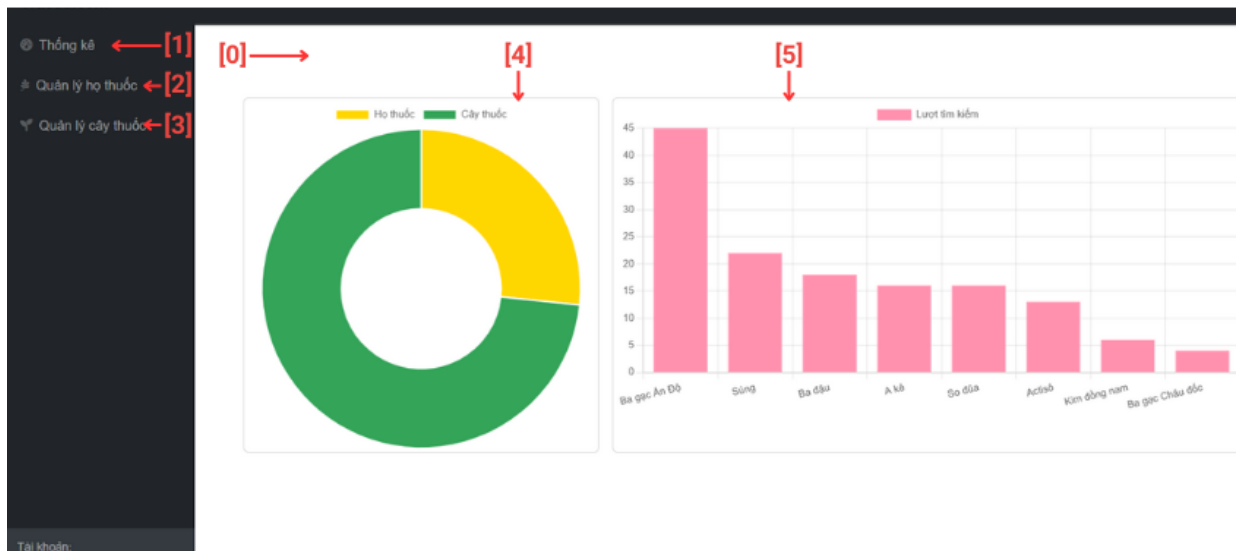 Thống kê
[1]
Quản lý họ thuốc
[2]
Quản lý cây thuốc
[3]
[0]
[4]
[5]
Họ thuốc
Cây thuốc
Lượt tìm kiếm
45
40
35
30
25
20
15
10
5
0
Ba gạc Ấn Độ
Súng
Ba đậu
A kê
So đũa
Actisô
Kim đồng nam
Ba gạc Châu đốc
Tài khoản: